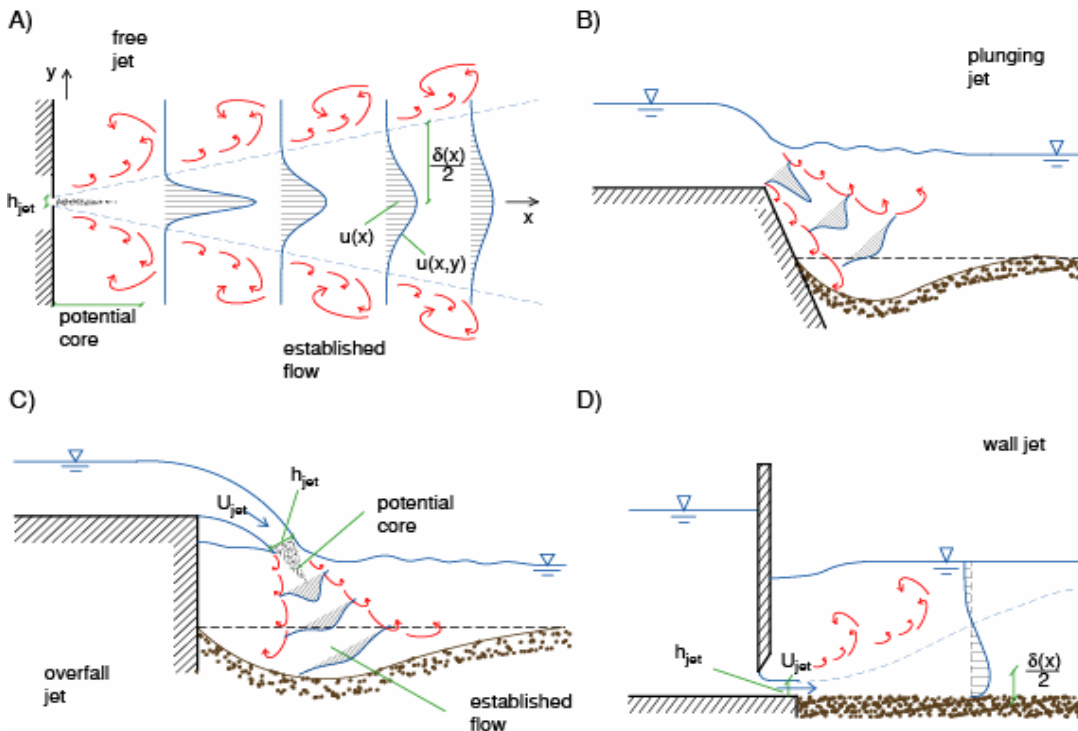 A)
free
jet
y
h_jet
δ(x)
2
x
u(x)
u(x,y)
potential
core
established
flow
B)
plunging
jet
C)
h_jet
U_jet
potential
core
overfall
jet
established
flow
D)
wall jet
h_jet
U_jet
δ(x)
2